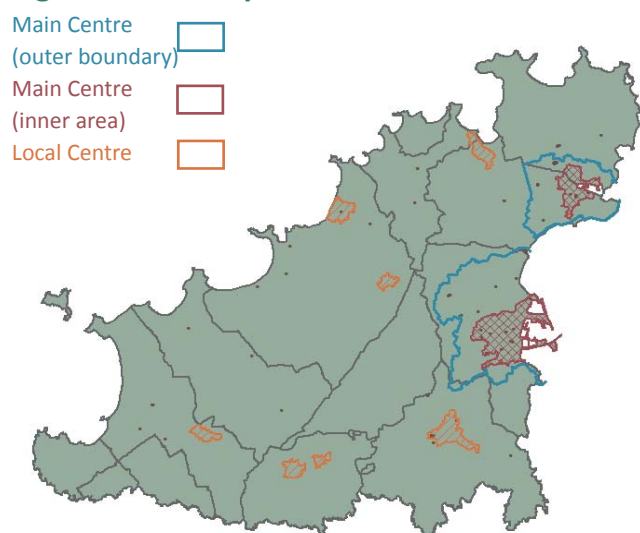 Main Centre
(outer boundary)
Main Centre
(inner area)
Local Centre